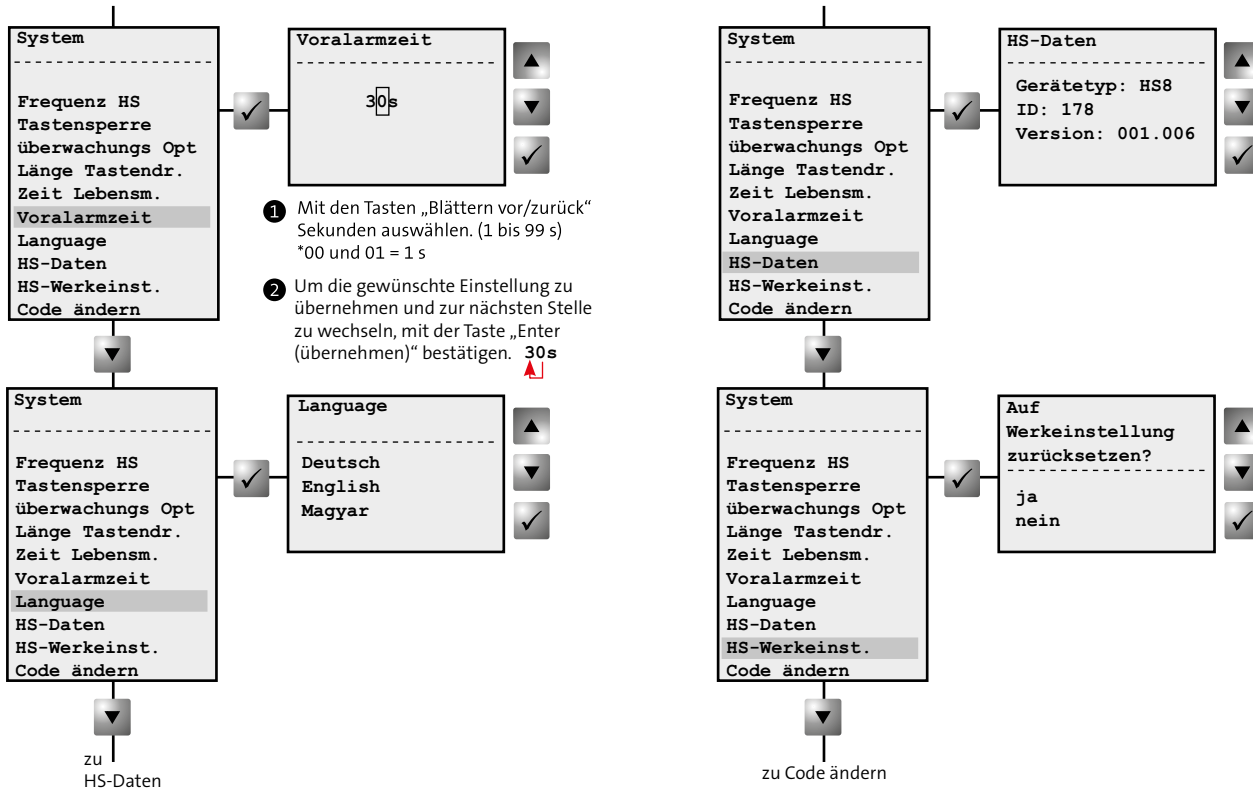 System
Frequenz HS
Tastensperre
überwachungs Opt
Länge Tastendr.
Zeit Lebensm.
Voralarmzeit
Language
HS-Daten
HS-Werkeinst.
Code ändern
Voralarmzeit
30s
❶ Mit den Tasten „Blättern vor/zurück“
Sekunden auswählen. (1 bis 99 s)
*00 und 01 = 1 s
❷ Um die gewünschte Einstellung zu
übernehmen und zur nächsten Stelle
zu wechseln, mit der Taste „Enter
(übernehmen)“ bestätigen. 30s
System
Frequenz HS
Tastensperre
überwachungs Opt
Länge Tastendr.
Zeit Lebensm.
Voralarmzeit
Language
HS-Daten
HS-Werkeinst.
Code ändern
Language
Deutsch
English
Magyar
zu
HS-Daten
System
Frequenz HS
Tastensperre
überwachungs Opt
Länge Tastendr.
Zeit Lebensm.
Voralarmzeit
Language
HS-Daten
HS-Werkeinst.
Code ändern
HS-Daten
Gerätetyp: HS8
ID: 178
Version: 001.006
System
Frequenz HS
Tastensperre
überwachungs Opt
Länge Tastendr.
Zeit Lebensm.
Voralarmzeit
Language
HS-Daten
HS-Werkeinst.
Code ändern
Auf
Werkeinstellung
zurücksetzen?
ja
nein
zu Code ändern